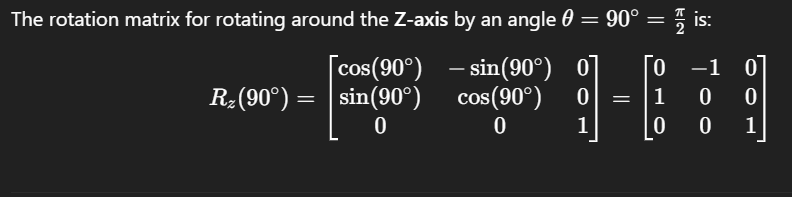 The rotation matrix for rotating around the Z-axis by an angle θ = 90° = π/2 is:
R_z(90°) = [cos(90°) −sin(90°) 0; sin(90°) cos(90°) 0; 0 0 1] = [0 −1 0; 1 0 0; 0 0 1]